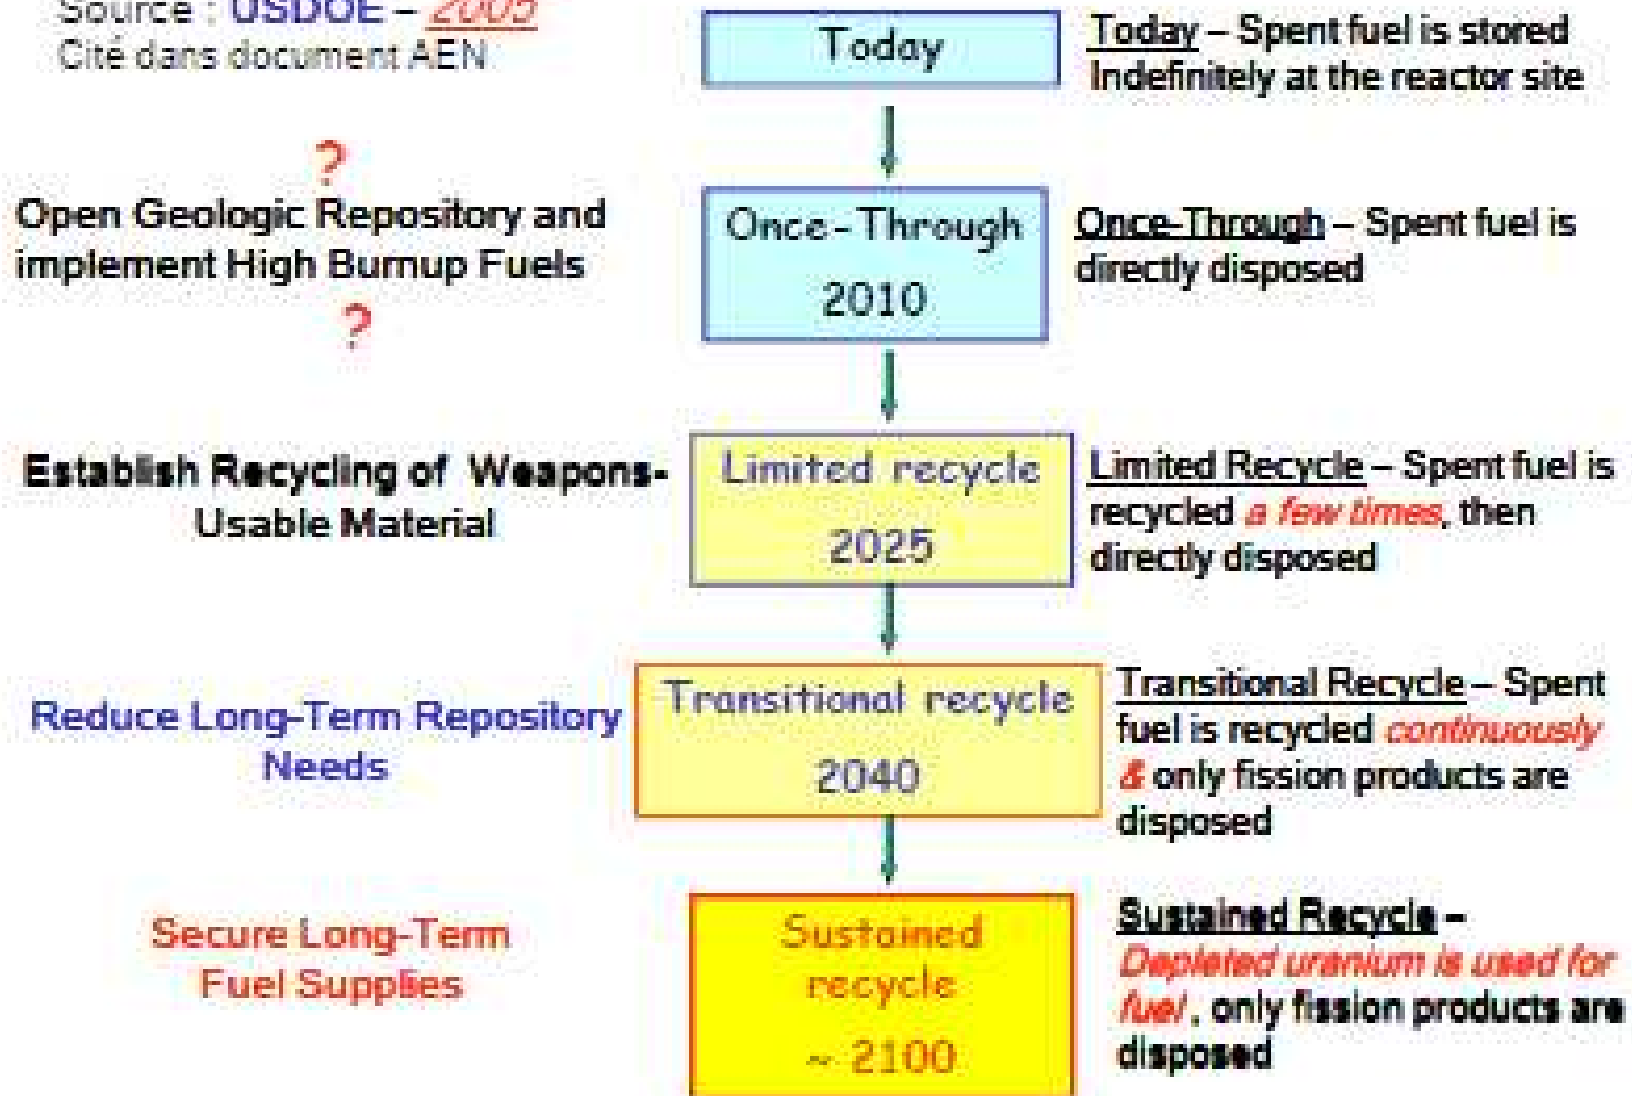 Source : USDOE – 2005
Cité dans document AEN
Today
Today – Spent fuel is stored
Indefinitely at the reactor site
?
Open Geologic Repository and
implement High Burnup Fuels
?
Once-Through
2010
Once-Through – Spent fuel is
directly disposed
Establish Recycling of Weapons-
Usable Material
Limited recycle
2025
Limited Recycle – Spent fuel is
recycled a few times, then
directly disposed
Reduce Long-Term Repository
Needs
Transitional recycle
2040
Transitional Recycle – Spent
fuel is recycled continuously
& only fission products are
disposed
Secure Long-Term
Fuel Supplies
Sustained
recycle
~ 2100
Sustained Recycle –
Depleted uranium is used for
fuel , only fission products are
disposed